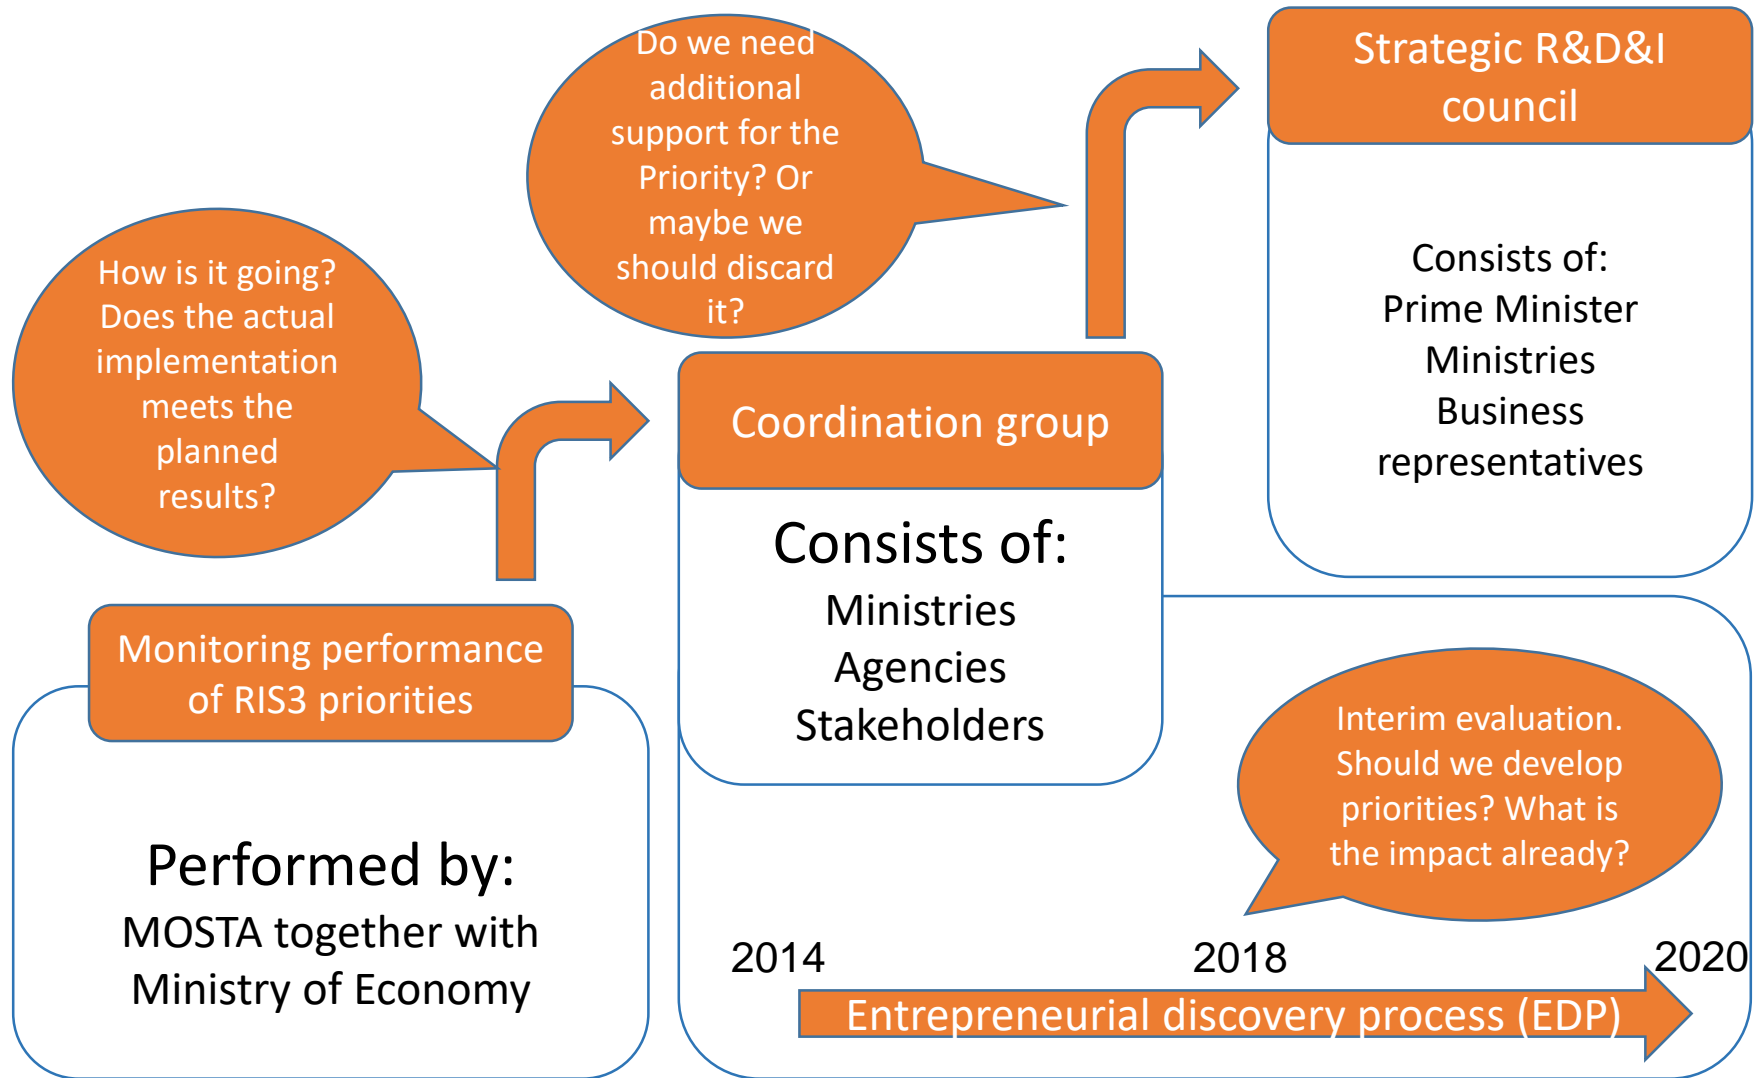 Do we need
additional
support for the
Priority? Or
maybe we
should discard
it?
Strategic R&D&I
council
Consists of:
Prime Minister
Ministries
Business
representatives
How is it going?
Does the actual
implementation
meets the
planned
results?
Coordination group
Consists of:
Ministries
Agencies
Stakeholders
Monitoring performance
of RIS3 priorities
Performed by:
MOSTA together with
Ministry of Economy
Interim evaluation.
Should we develop
priorities? What is
the impact already?
2014
2018
2020
Entrepreneurial discovery process (EDP)